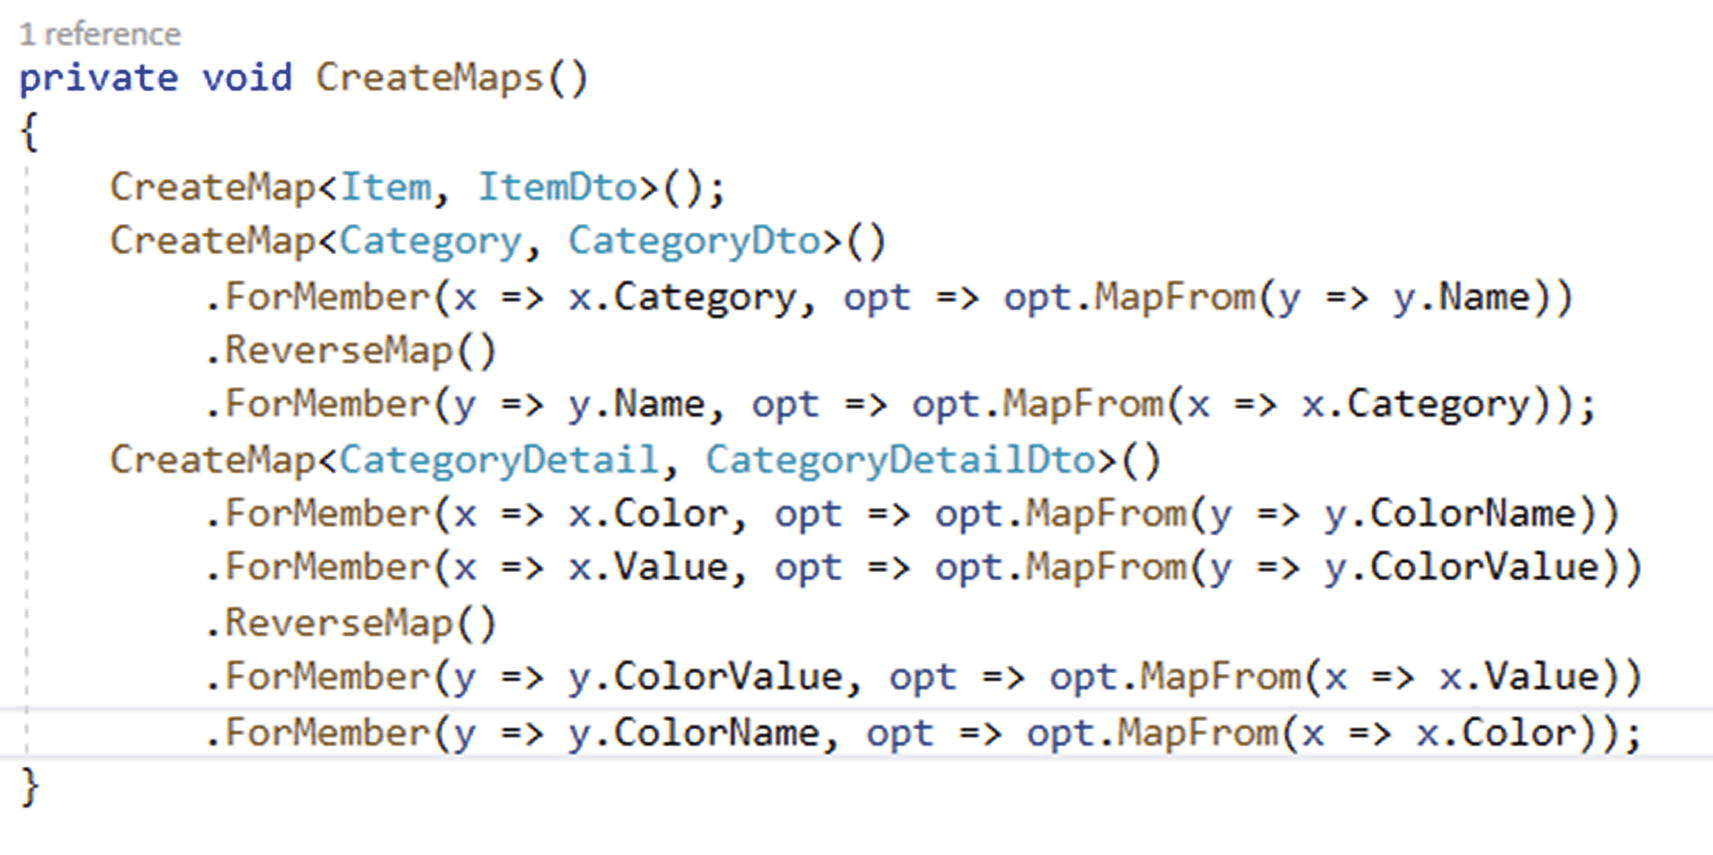 1 reference
private void CreateMaps()
{
    CreateMap<Item, ItemDto>();
    CreateMap<Category, CategoryDto>()
        .ForMember(x => x.Category, opt => opt.MapFrom(y => y.Name))
        .ReverseMap()
        .ForMember(y => y.Name, opt => opt.MapFrom(x => x.Category));
    CreateMap<CategoryDetail, CategoryDetailDto>()
        .ForMember(x => x.Color, opt => opt.MapFrom(y => y.ColorName))
        .ForMember(x => x.Value, opt => opt.MapFrom(y => y.ColorValue))
        .ReverseMap()
        .ForMember(y => y.ColorValue, opt => opt.MapFrom(x => x.Value))
        .ForMember(y => y.ColorName, opt => opt.MapFrom(x => x.Color));
}